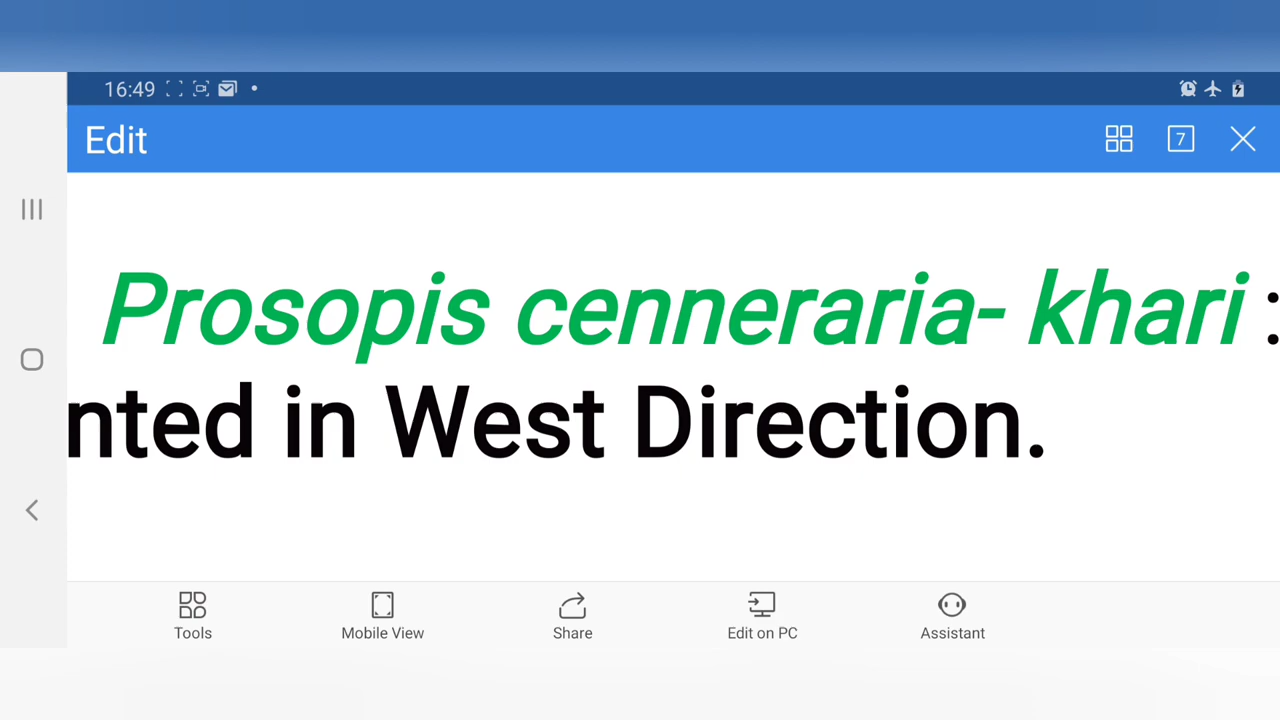 16:49
Edit
7
Prosopis cenneraria- khari :
nted in West Direction.
Tools
Mobile View
Share
Edit on PC
Assistant